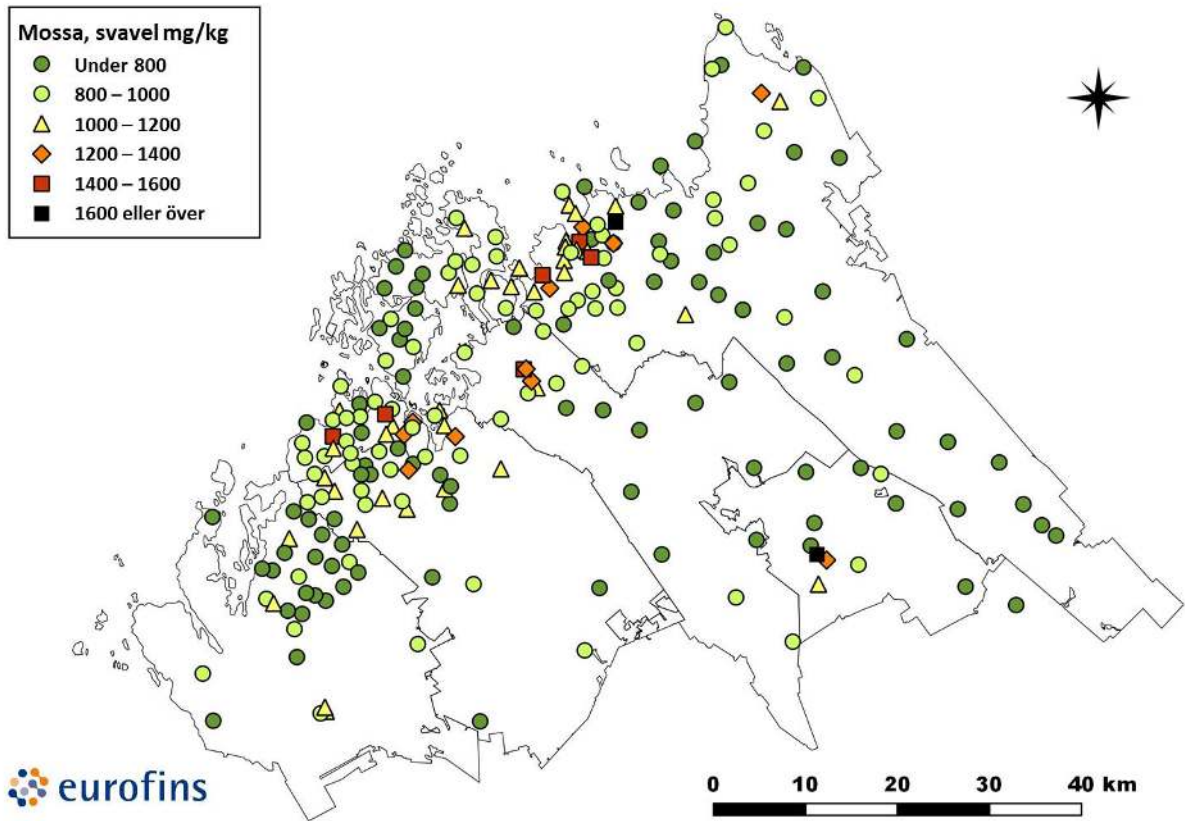 Mossa, svavel mg/kg
Under 800
800 – 1000
1000 – 1200
1200 – 1400
1400 – 1600
1600 eller över
eurofins
0 10 20 30 40 km